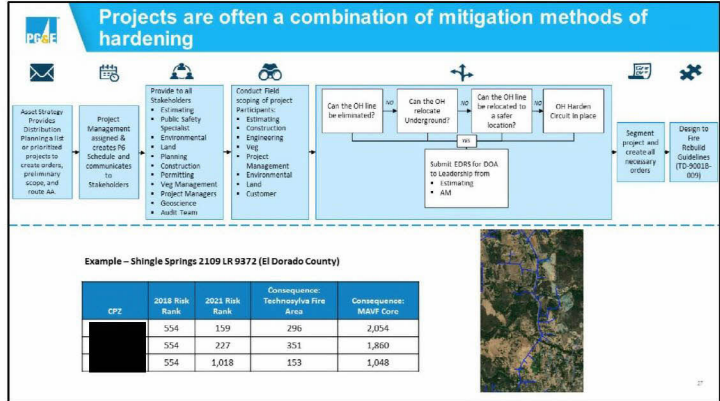 Projects are often a combination of mitigation methods of
hardening
PG&E
Asset Strategy
Provides
Distribution
Planning a list
or prioritized
projects to
create orders,
preliminary
scope, and
route AA
Project
Management
assigned &
creates P6
Schedule and
communicates
to
Stakeholders
Provide to all
Stakeholders
▪ Estimating
▪ Public Safety
Specialist
▪ Environmental
▪ Land
▪ Planning
▪ Construction
▪ Permitting
▪ Veg Management
▪ Project Managers
▪ Geoscience
▪ Audit Team
Conduct Field
scoping of project
Participants:
▪ Estimating
▪ Construction
▪ Engineering
▪ Veg
▪ Project
Management
▪ Environmental
▪ Land
▪ Customer
Can the OH line
be eliminated?
NO
Can the OH
relocate
Underground?
NO
Can the OH line
be relocated to
a safer
location?
NO
OH Harden
Circuit in place
YES
Submit EDRS for DOA
to Leadership from
▪ Estimating
▪ AM
Segment
project and
create all
necessary
orders
Design to
Fire
Rebuild
Guidelines
(TD-9001B-
009)
Example – Shingle Springs 2109 LR 9372 (El Dorado County)
CPZ
2018 Risk
Rank
2021 Risk
Rank
Consequence:
Technosylva Fire
Area
Consequence:
MAVF Core
554 159 296 2,054
554 227 351 1,860
554 1,018 153 1,048